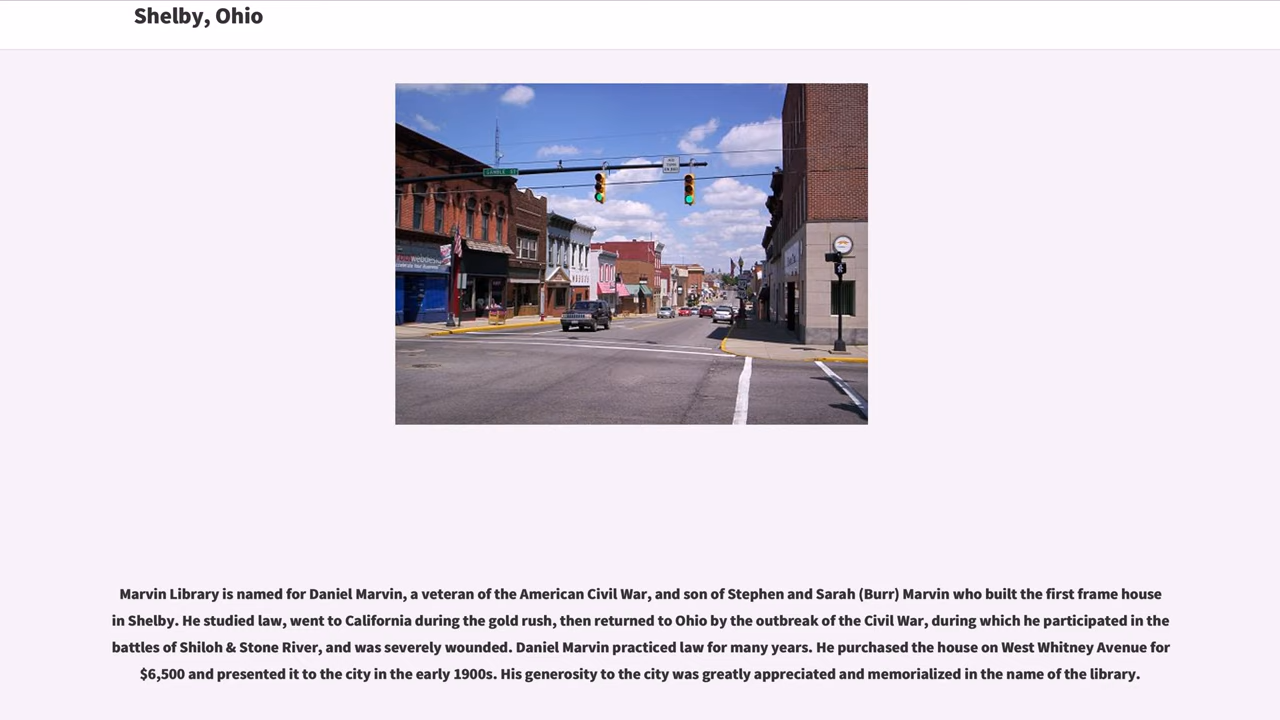 Shelby, Ohio
GAMBLE ST
Marvin Library is named for Daniel Marvin, a veteran of the American Civil War, and son of Stephen and Sarah (Burr) Marvin who built the first frame house
in Shelby. He studied law, went to California during the gold rush, then returned to Ohio by the outbreak of the Civil War, during which he participated in the
battles of Shiloh & Stone River, and was severely wounded. Daniel Marvin practiced law for many years. He purchased the house on West Whitney Avenue for
$6,500 and presented it to the city in the early 1900s. His generosity to the city was greatly appreciated and memorialized in the name of the library.